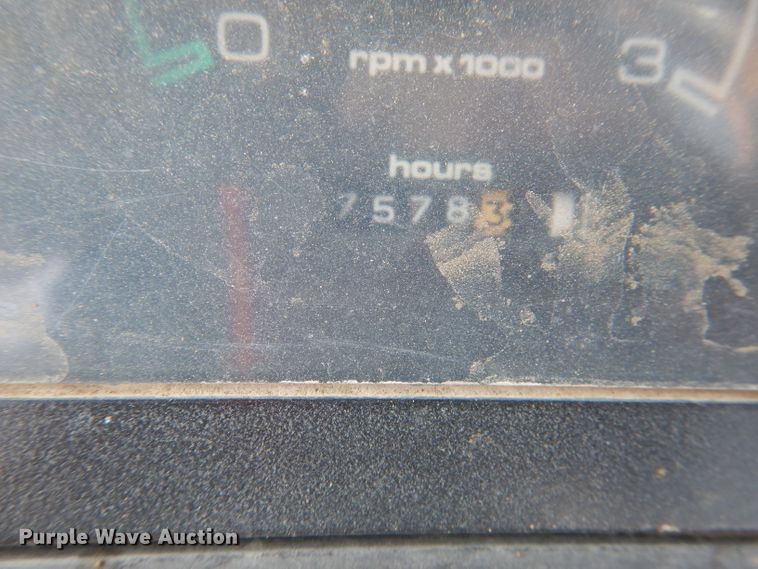 0 rpm x 1000 3
hours
75783
Purple Wave Auction